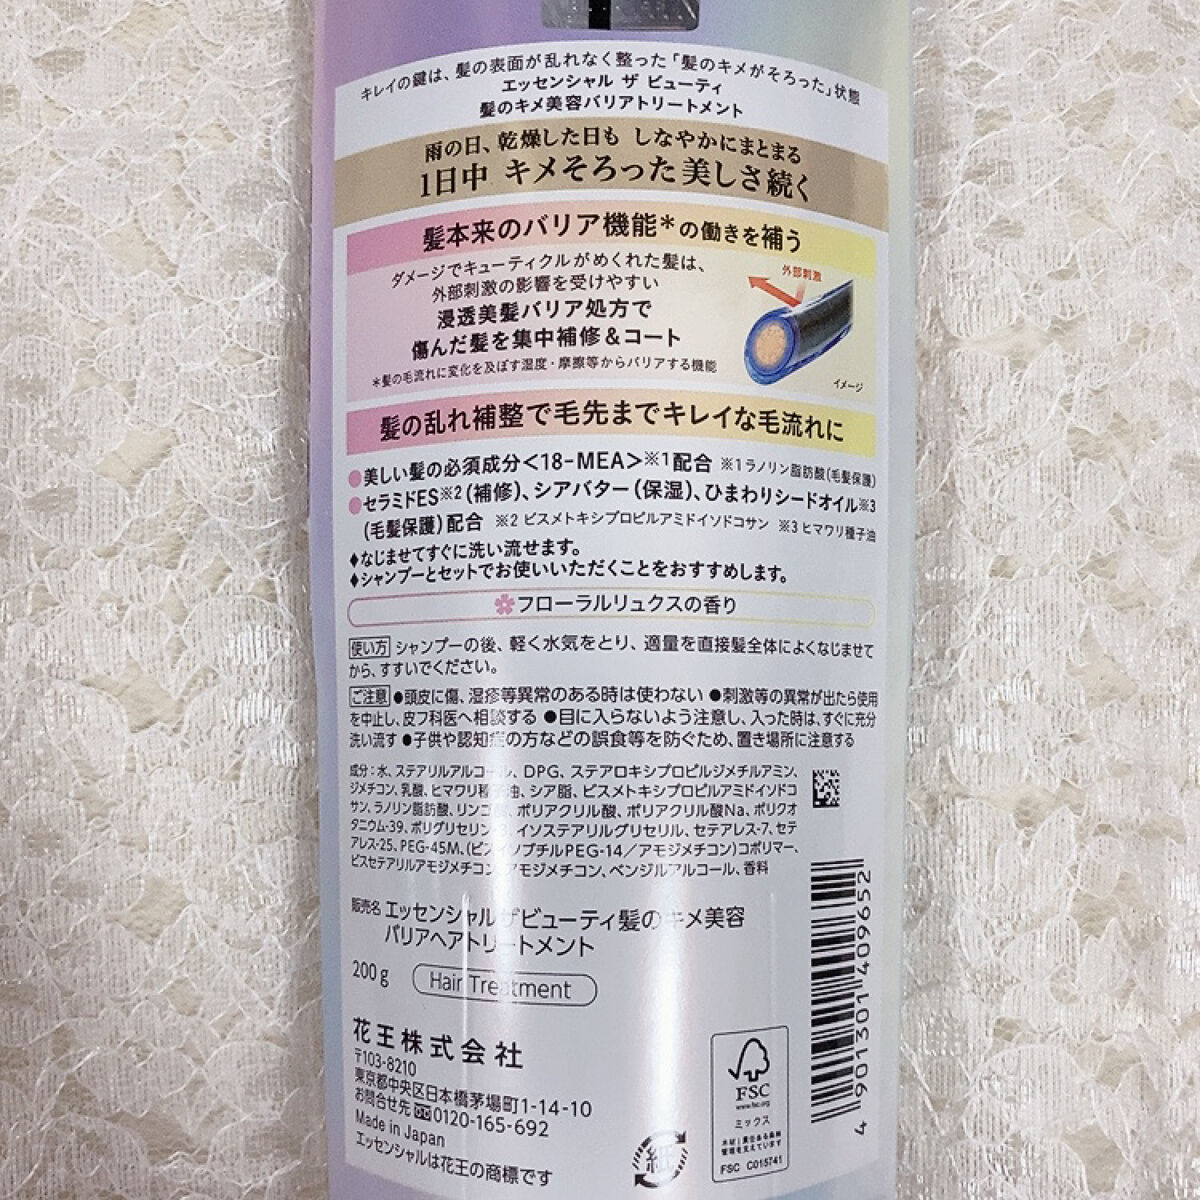 キレイの鍵は、髪の表面が乱れなく整った「髪のキメがそろった」状態
エッセンシャル ザ ビューティ
髪のキメ美容バリアトリートメント
雨の日、乾燥した日も しなやかにまとまる
1日中 キメそろった美しさ続く
髪本来のバリア機能*の働きを補う
ダメージでキューティクルがめくれた髪は、
外部刺激の影響を受けやすい
浸透美髪バリア処方で
傷んだ髪を集中補修&コート
*髪の毛流れに変化を及ぼす湿度・摩擦等からバリアする機能
外部刺激
イメージ
髪の乱れ補整で毛先までキレイな毛流れに
●美しい髪の必須成分<18-MEA>※1配合 ※1ラノリン脂肪酸(毛髪保護)
●セラミドES※2(補修)、シアバター(保湿)、ひまわりシードオイル※3
(毛髪保護)配合 ※2 ビスメトキシプロピルアミドイソドコサン ※3 ヒマワリ種子油
♦なじませてすぐに洗い流せます。
♦シャンプーとセットでお使いいただくことをおすすめします。
フローラルリュクスの香り
使い方 シャンプーの後、軽く水気をとり、適量を直接髪全体によくなじませて
から、すすいでください。
ご注意 ●頭皮に傷、湿疹等異常のある時は使わない ●刺激等の異常が出たら使用
を中止し、皮フ科医へ相談する ●目に入らないよう注意し、入った時は、すぐに充分
洗い流す ●子供や認知症の方などの誤食等を防ぐため、置き場所に注意する
成分:水、ステアリルアルコール、DPG、ステアロキシプロピルジメチルアミン、
ジメチコン、乳酸、ヒマワリ種子油、シア脂、ビスメトキシプロピルアミドイソドコ
サン、ラノリン脂肪酸、リンゴ酸、ポリアクリル酸、ポリアクリル酸Na、ポリクオ
タニウム-39、ポリグリセリン-3、イソステアリルグリセリル、セテアレス-7、セテ
アレス-25、PEG-45M、(ビスイソブチルPEG-14/アモジメチコン)コポリマー、
ビスセテアリルアモジメチコン、アモジメチコン、ベンジルアルコール、香料
販売名 エッセンシャルザビューティ髪のキメ美容
バリアヘアトリートメント
200g Hair Treatment
花王株式会社
〒103-8210
東京都中央区日本橋茅場町1-14-10
お問合せ先 0120-165-692
Made in Japan
エッセンシャルは花王の商標です
紙
FSC
www.fsc.org
ミックス
木材|責任ある森林
管理を支えています
FSC C015741
4 901301 409652